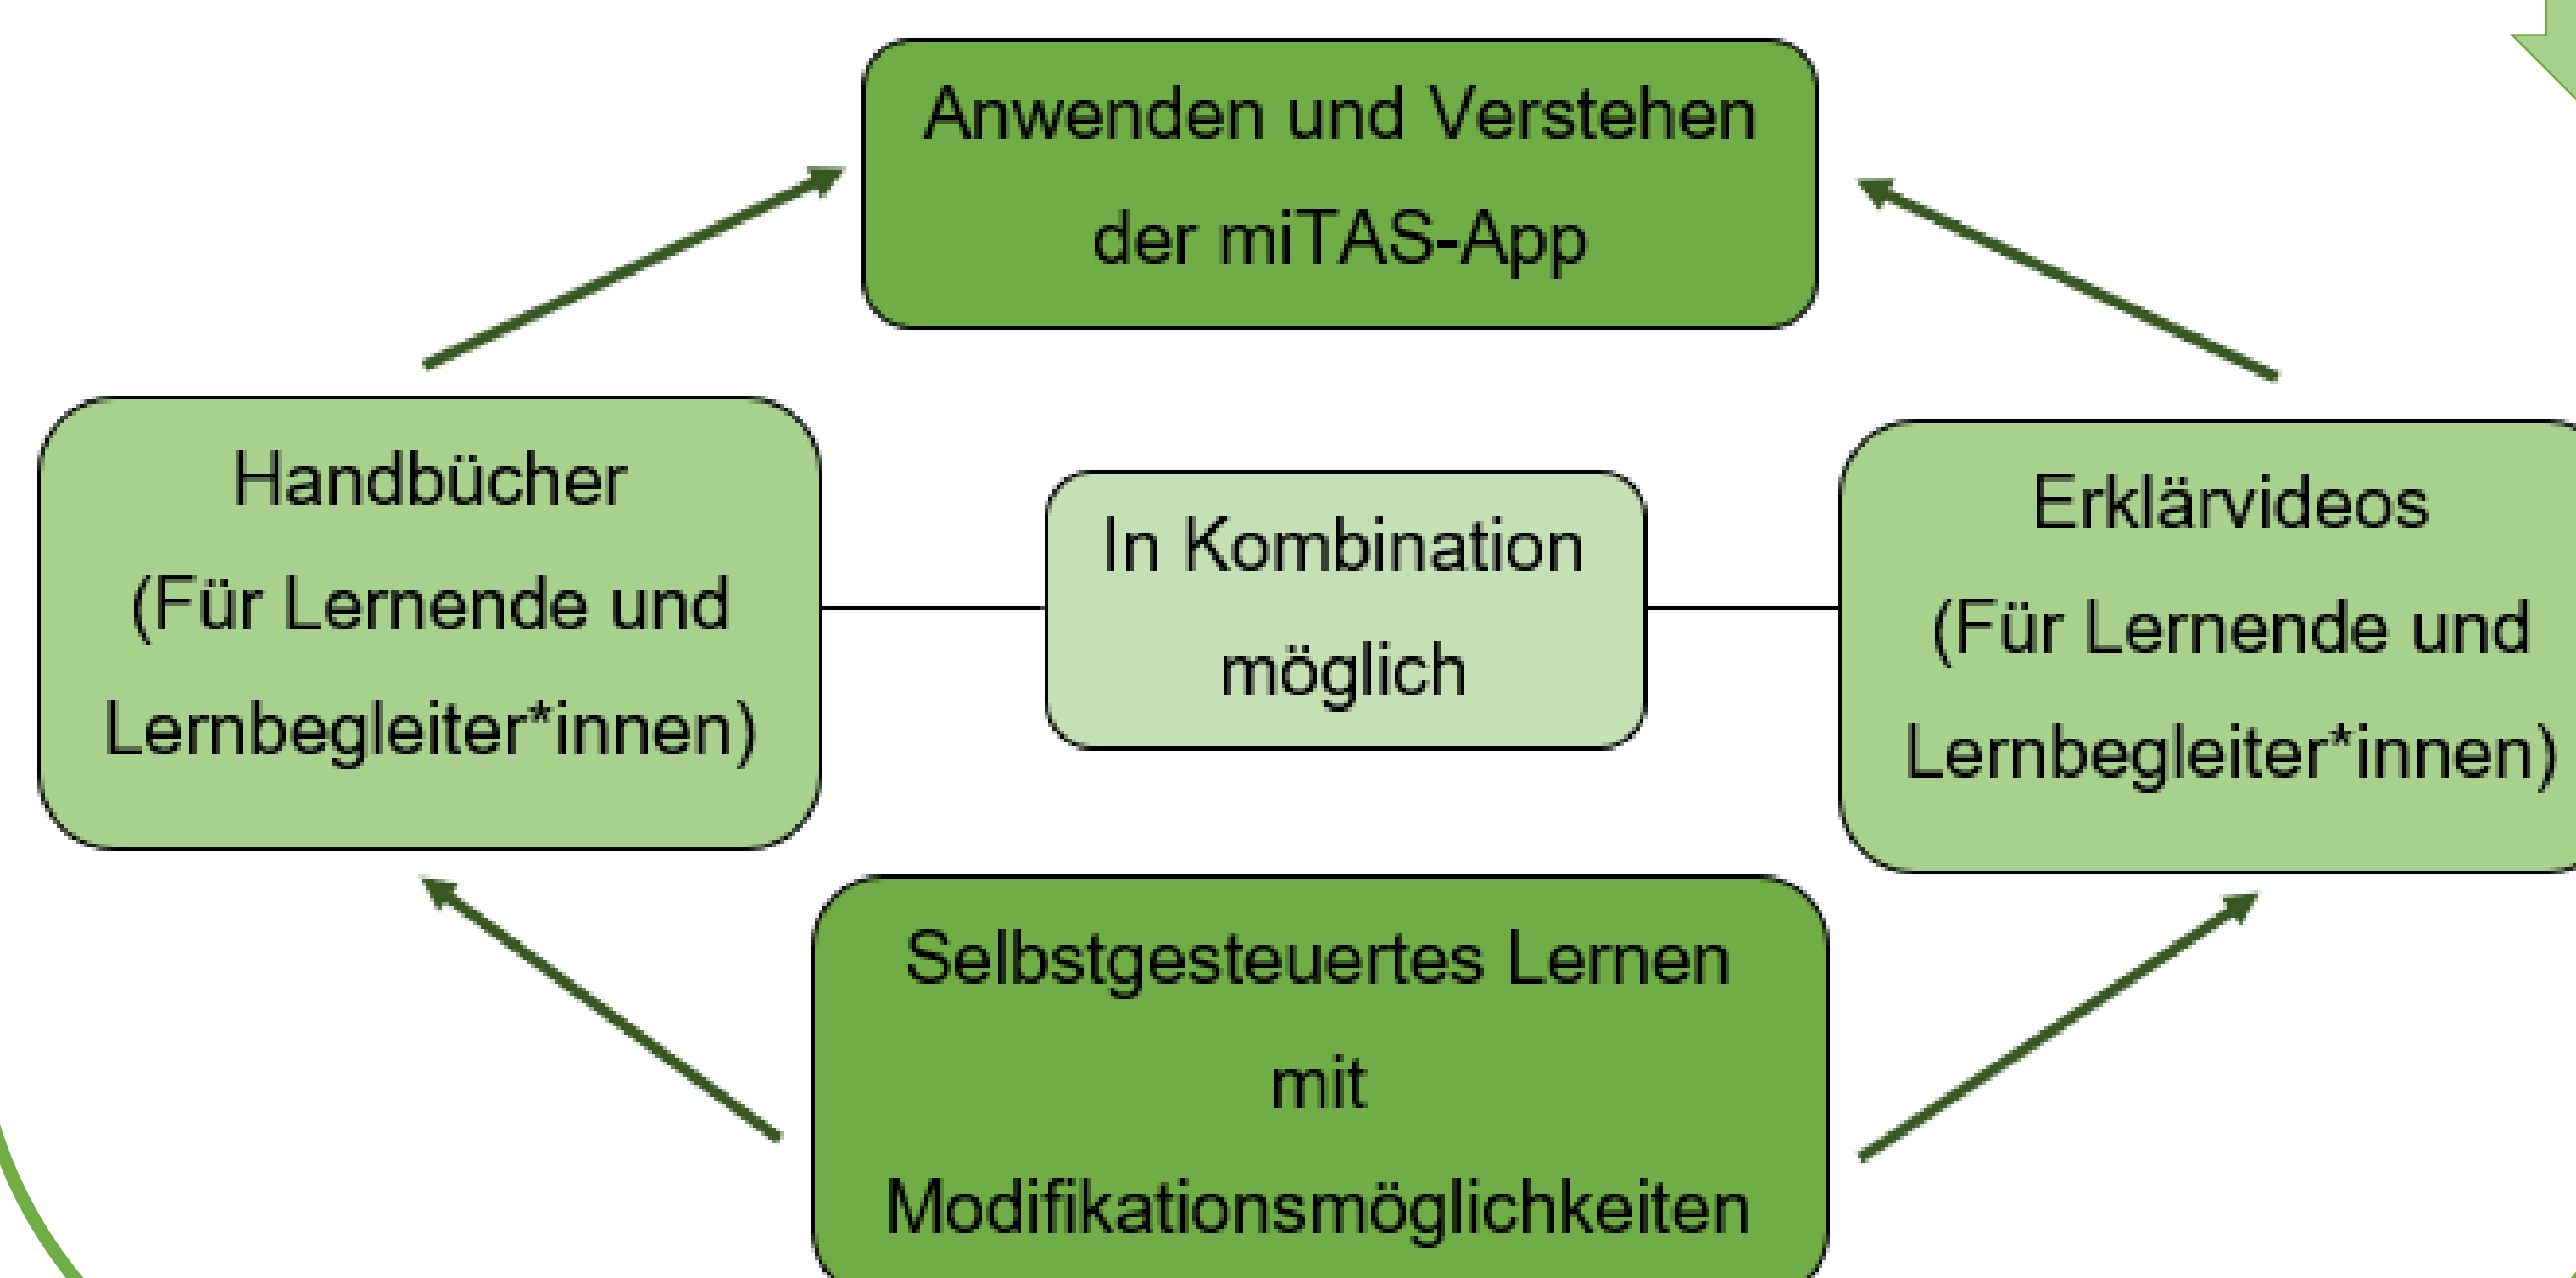 Anwenden und Verstehen
der miTAS-App
Handbücher
(Für Lernende und
Lernbegleiter*innen)
In Kombination
möglich
Erklärvideos
(Für Lernende und
Lernbegleiter*innen)
Selbstgesteuertes Lernen
mit
Modifikationsmöglichkeiten